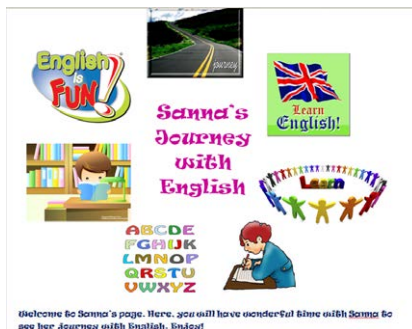 English
is
FUN!
journey
Learn
English!
Sanna's
Journey
with
English
Learn
ABCDE
FGHIJK
LMNOP
QRSTU
VWXYZ
Welcome to Sanna's page. Here, you will have wonderful time with Sanna to
see her journey with English. Enjoy!